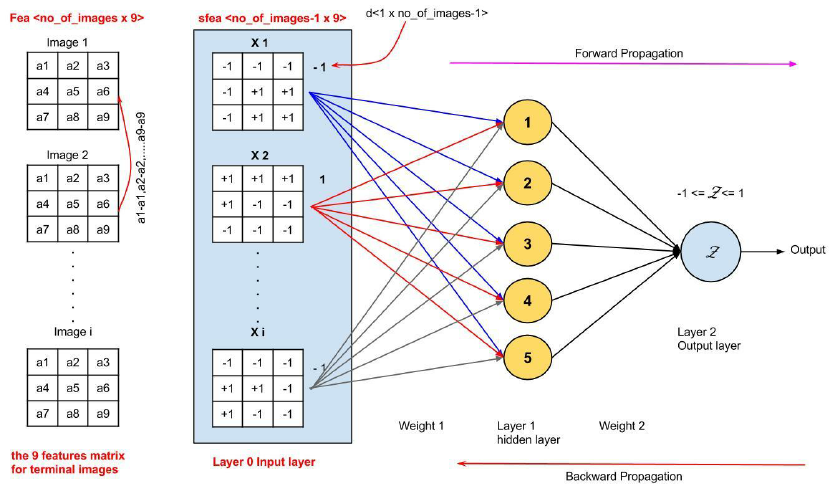 Fea <no_of_images x 9>
Image 1
a1 a2 a3
a4 a5 a6
a7 a8 a9
Image 2
a1 a2 a3
a4 a5 a6
a7 a8 a9
Image i
a1 a2 a3
a4 a5 a6
a7 a8 a9
the 9 features matrix
for terminal images
a1-a1,a2-a2,.....a9-a9
sfea <no_of_images-1 x 9>
X 1
-1 -1 -1
-1 +1 +1
-1 +1 +1
- 1
X 2
+1 +1 +1
+1 -1 -1
-1 -1 -1
1
X i
-1 -1 -1
+1 +1 -1
+1 -1 -1
- 1
Layer 0 Input layer
d<1 x no_of_images-1>
Forward Propagation
1
2
3
4
5
-1 <= Z <= 1
Z
Output
Layer 2
Output layer
Weight 1
Layer 1
hidden layer
Weight 2
Backward Propagation